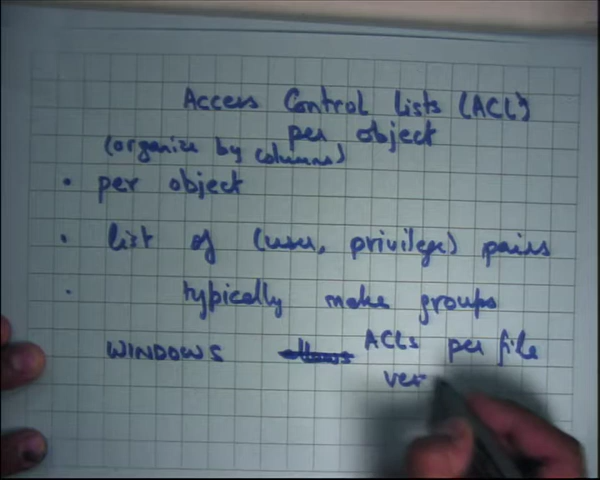 Access Control Lists (ACL)
per object
(organize by columns)
• per object
• list of (user, privilege) pairs
• typically make groups
WINDOWS ACLs per file
ver